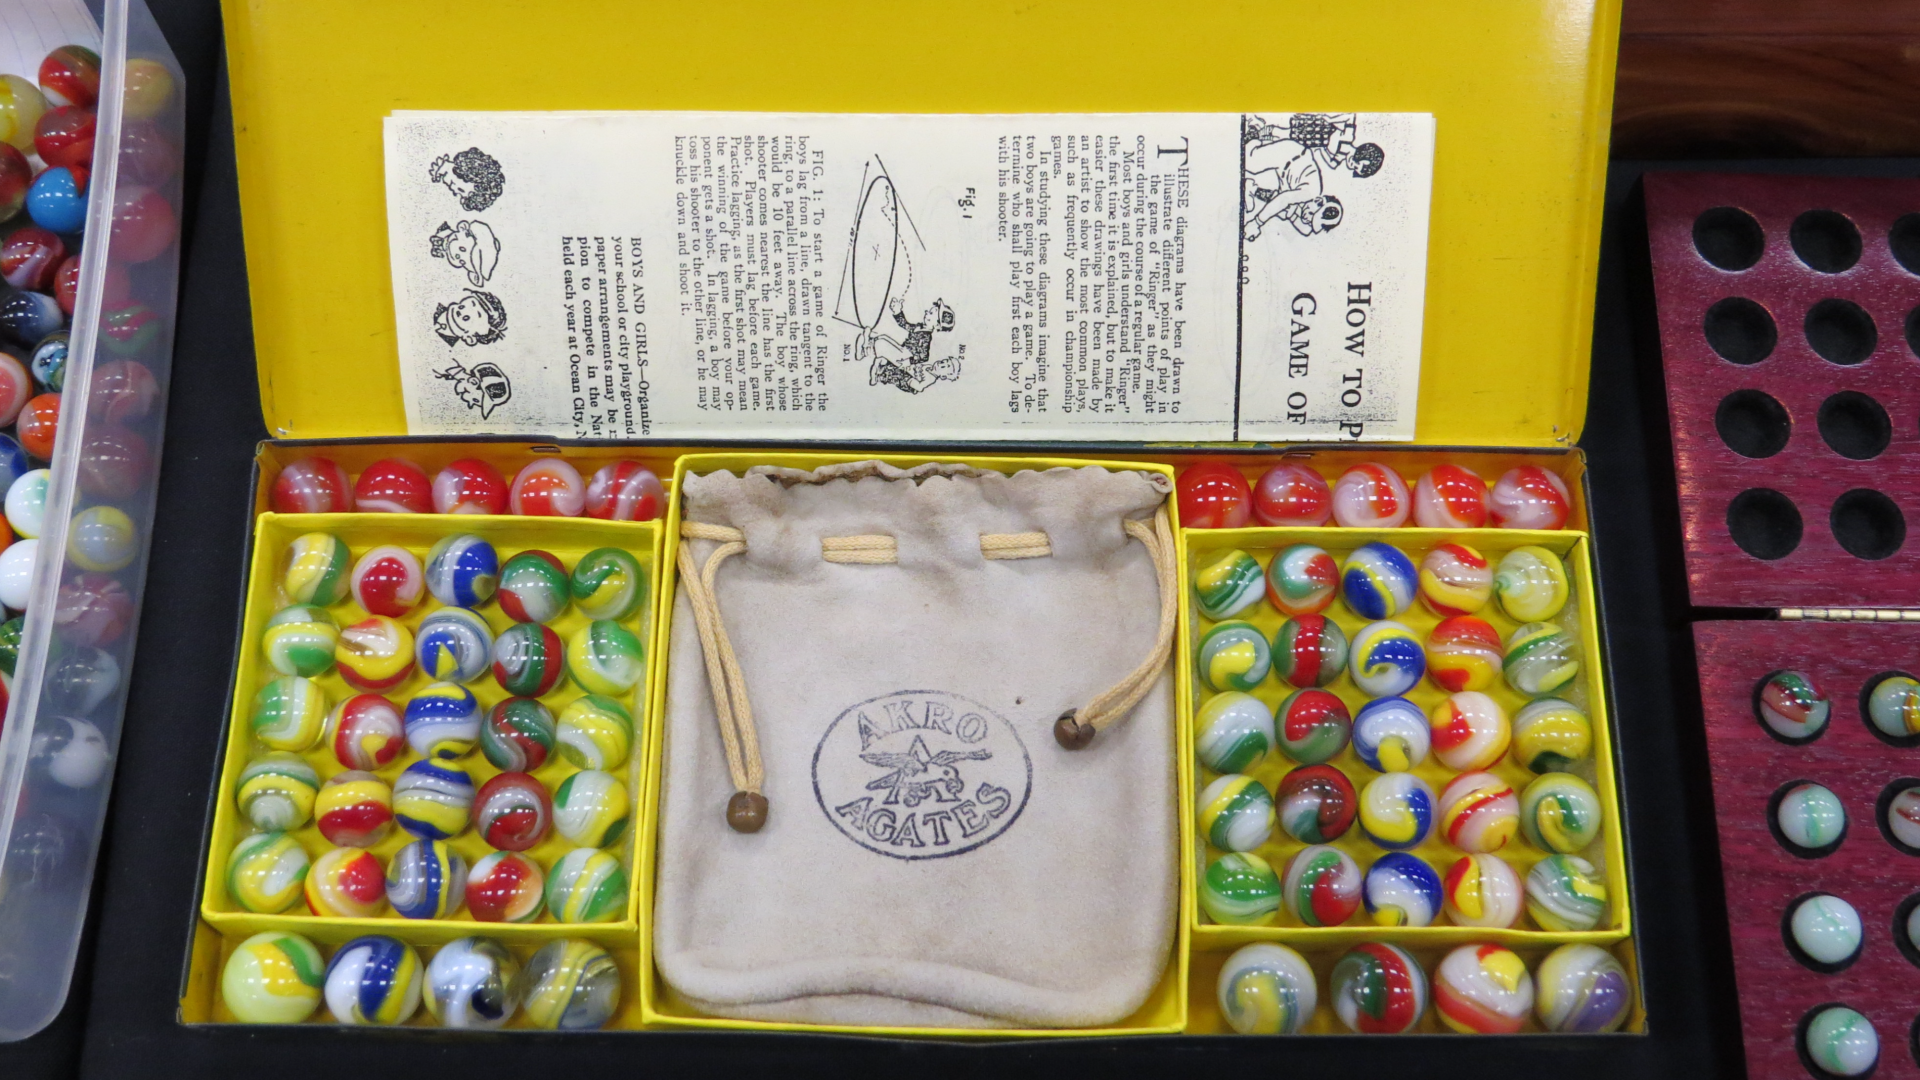 HOW TO P
GAME OF
THESE diagrams have been drawn to
illustrate different points of play in
the game of "Ringer" as they might
occur during the course of a regular game.
Most boys and girls understand "Ringer"
the first time it is explained, but to make it
easier these drawings have been made by
an artist to show the most common plays,
such as frequently occur in championship
games.
In studying these diagrams imagine that
two boys are going to play a game. To de-
termine who shall play first each boy lags
with his shooter.
Fig. 1
No. 2
No. 1
FIG. 1: To start a game of Ringer the
boys lag from a line, drawn tangent to the
ring, to a parallel line across the ring, which
would be 10 feet away. The boy whose
shooter comes nearest the line has the first
shot. Players must lag before each game.
Practice lagging, as the first shot may mean
the winning of the game before your op-
ponent gets a shot. In lagging, a boy may
toss his shooter to the other line, or he may
knuckle down and shoot it.
BOYS AND GIRLS—Organize
your school or city playground.
paper arrangements may be
pion to compete in the Nat
held each year at Ocean City,
AKRO
AGATES